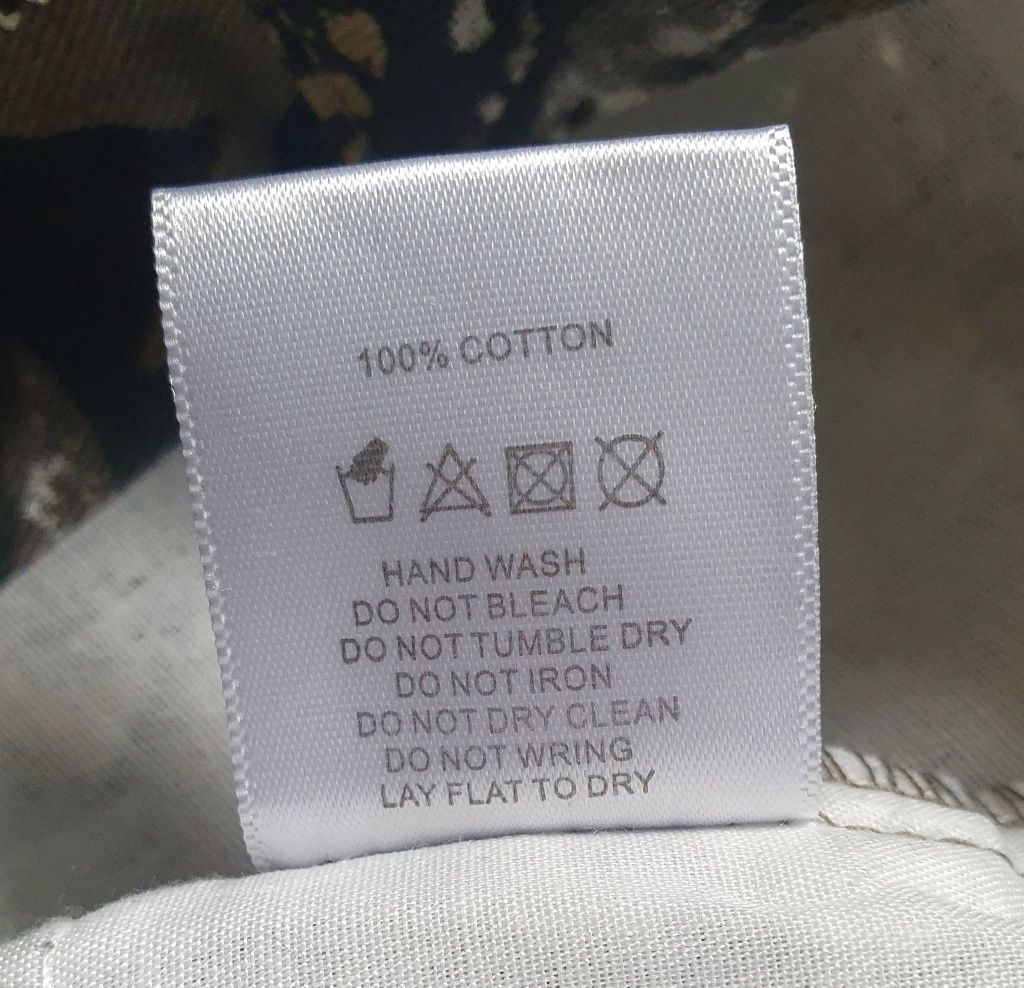 100% COTTON
HAND WASH
DO NOT BLEACH
DO NOT TUMBLE DRY
DO NOT IRON
DO NOT DRY CLEAN
DO NOT WRING
LAY FLAT TO DRY